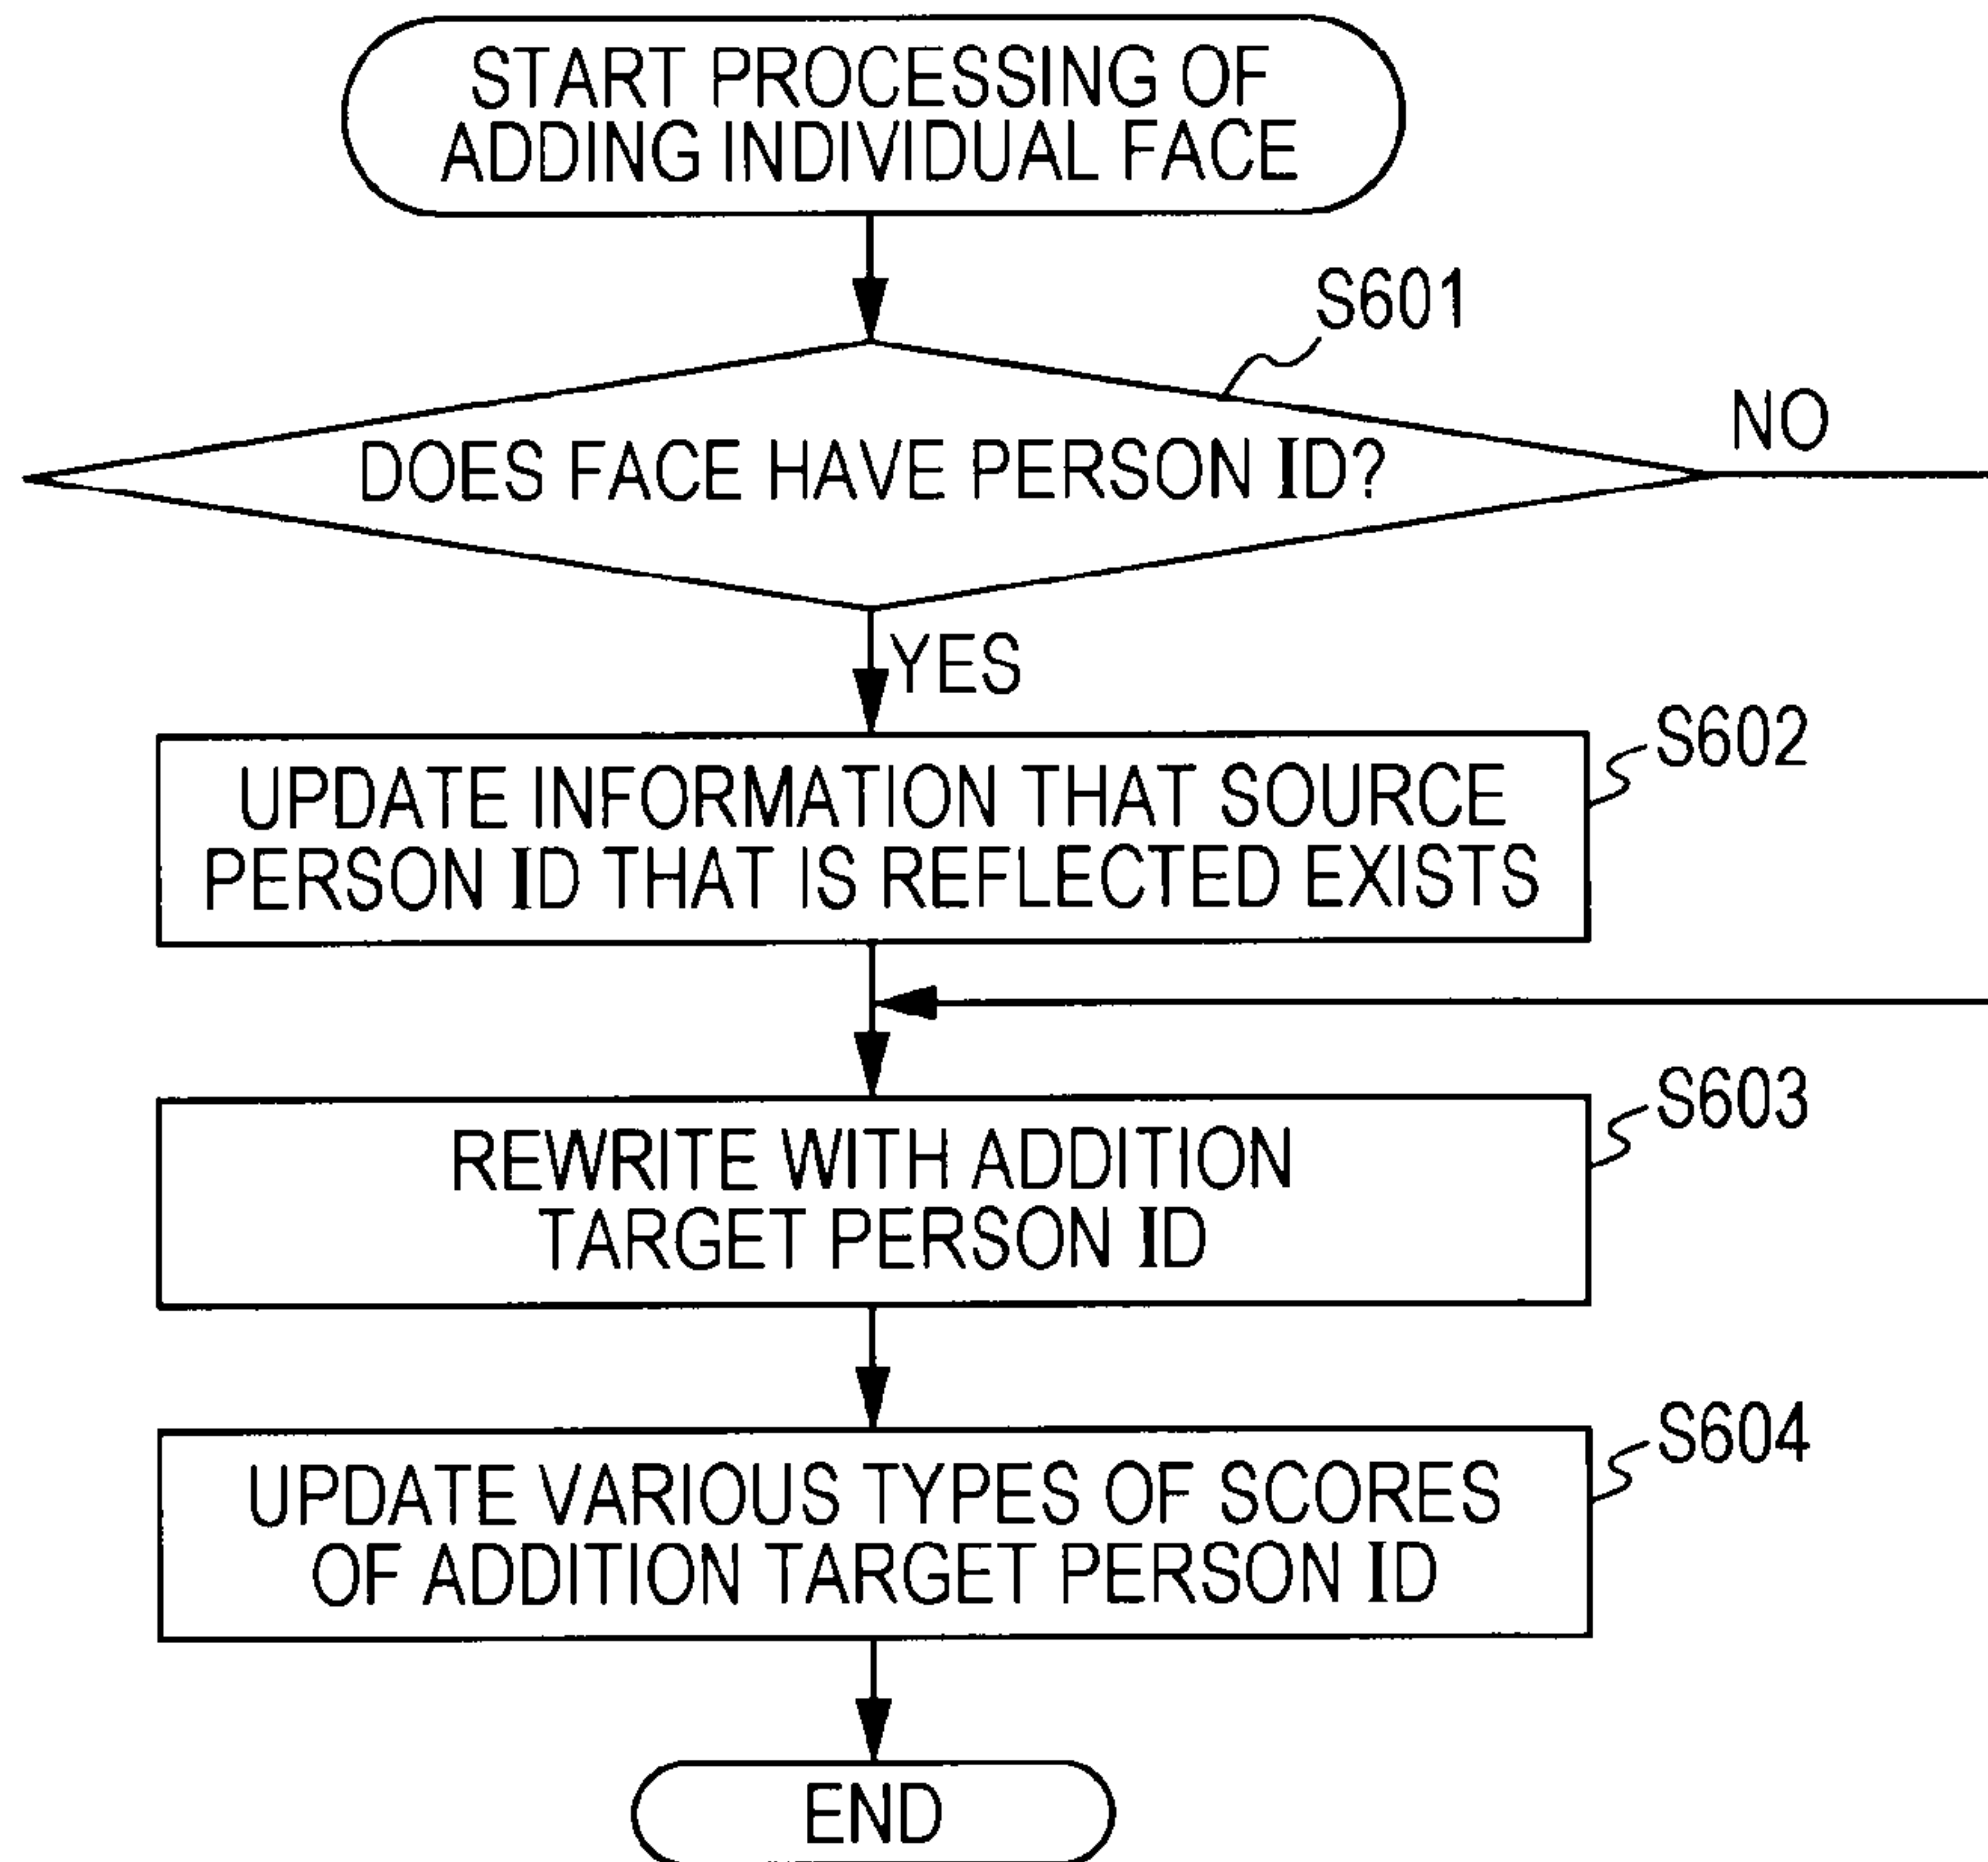 START PROCESSING OF
ADDING INDIVIDUAL FACE
S601
DOES FACE HAVE PERSON ID?
NO
YES
S602
UPDATE INFORMATION THAT SOURCE
PERSON ID THAT IS REFLECTED EXISTS
S603
REWRITE WITH ADDITION
TARGET PERSON ID
S604
UPDATE VARIOUS TYPES OF SCORES
OF ADDITION TARGET PERSON ID
END